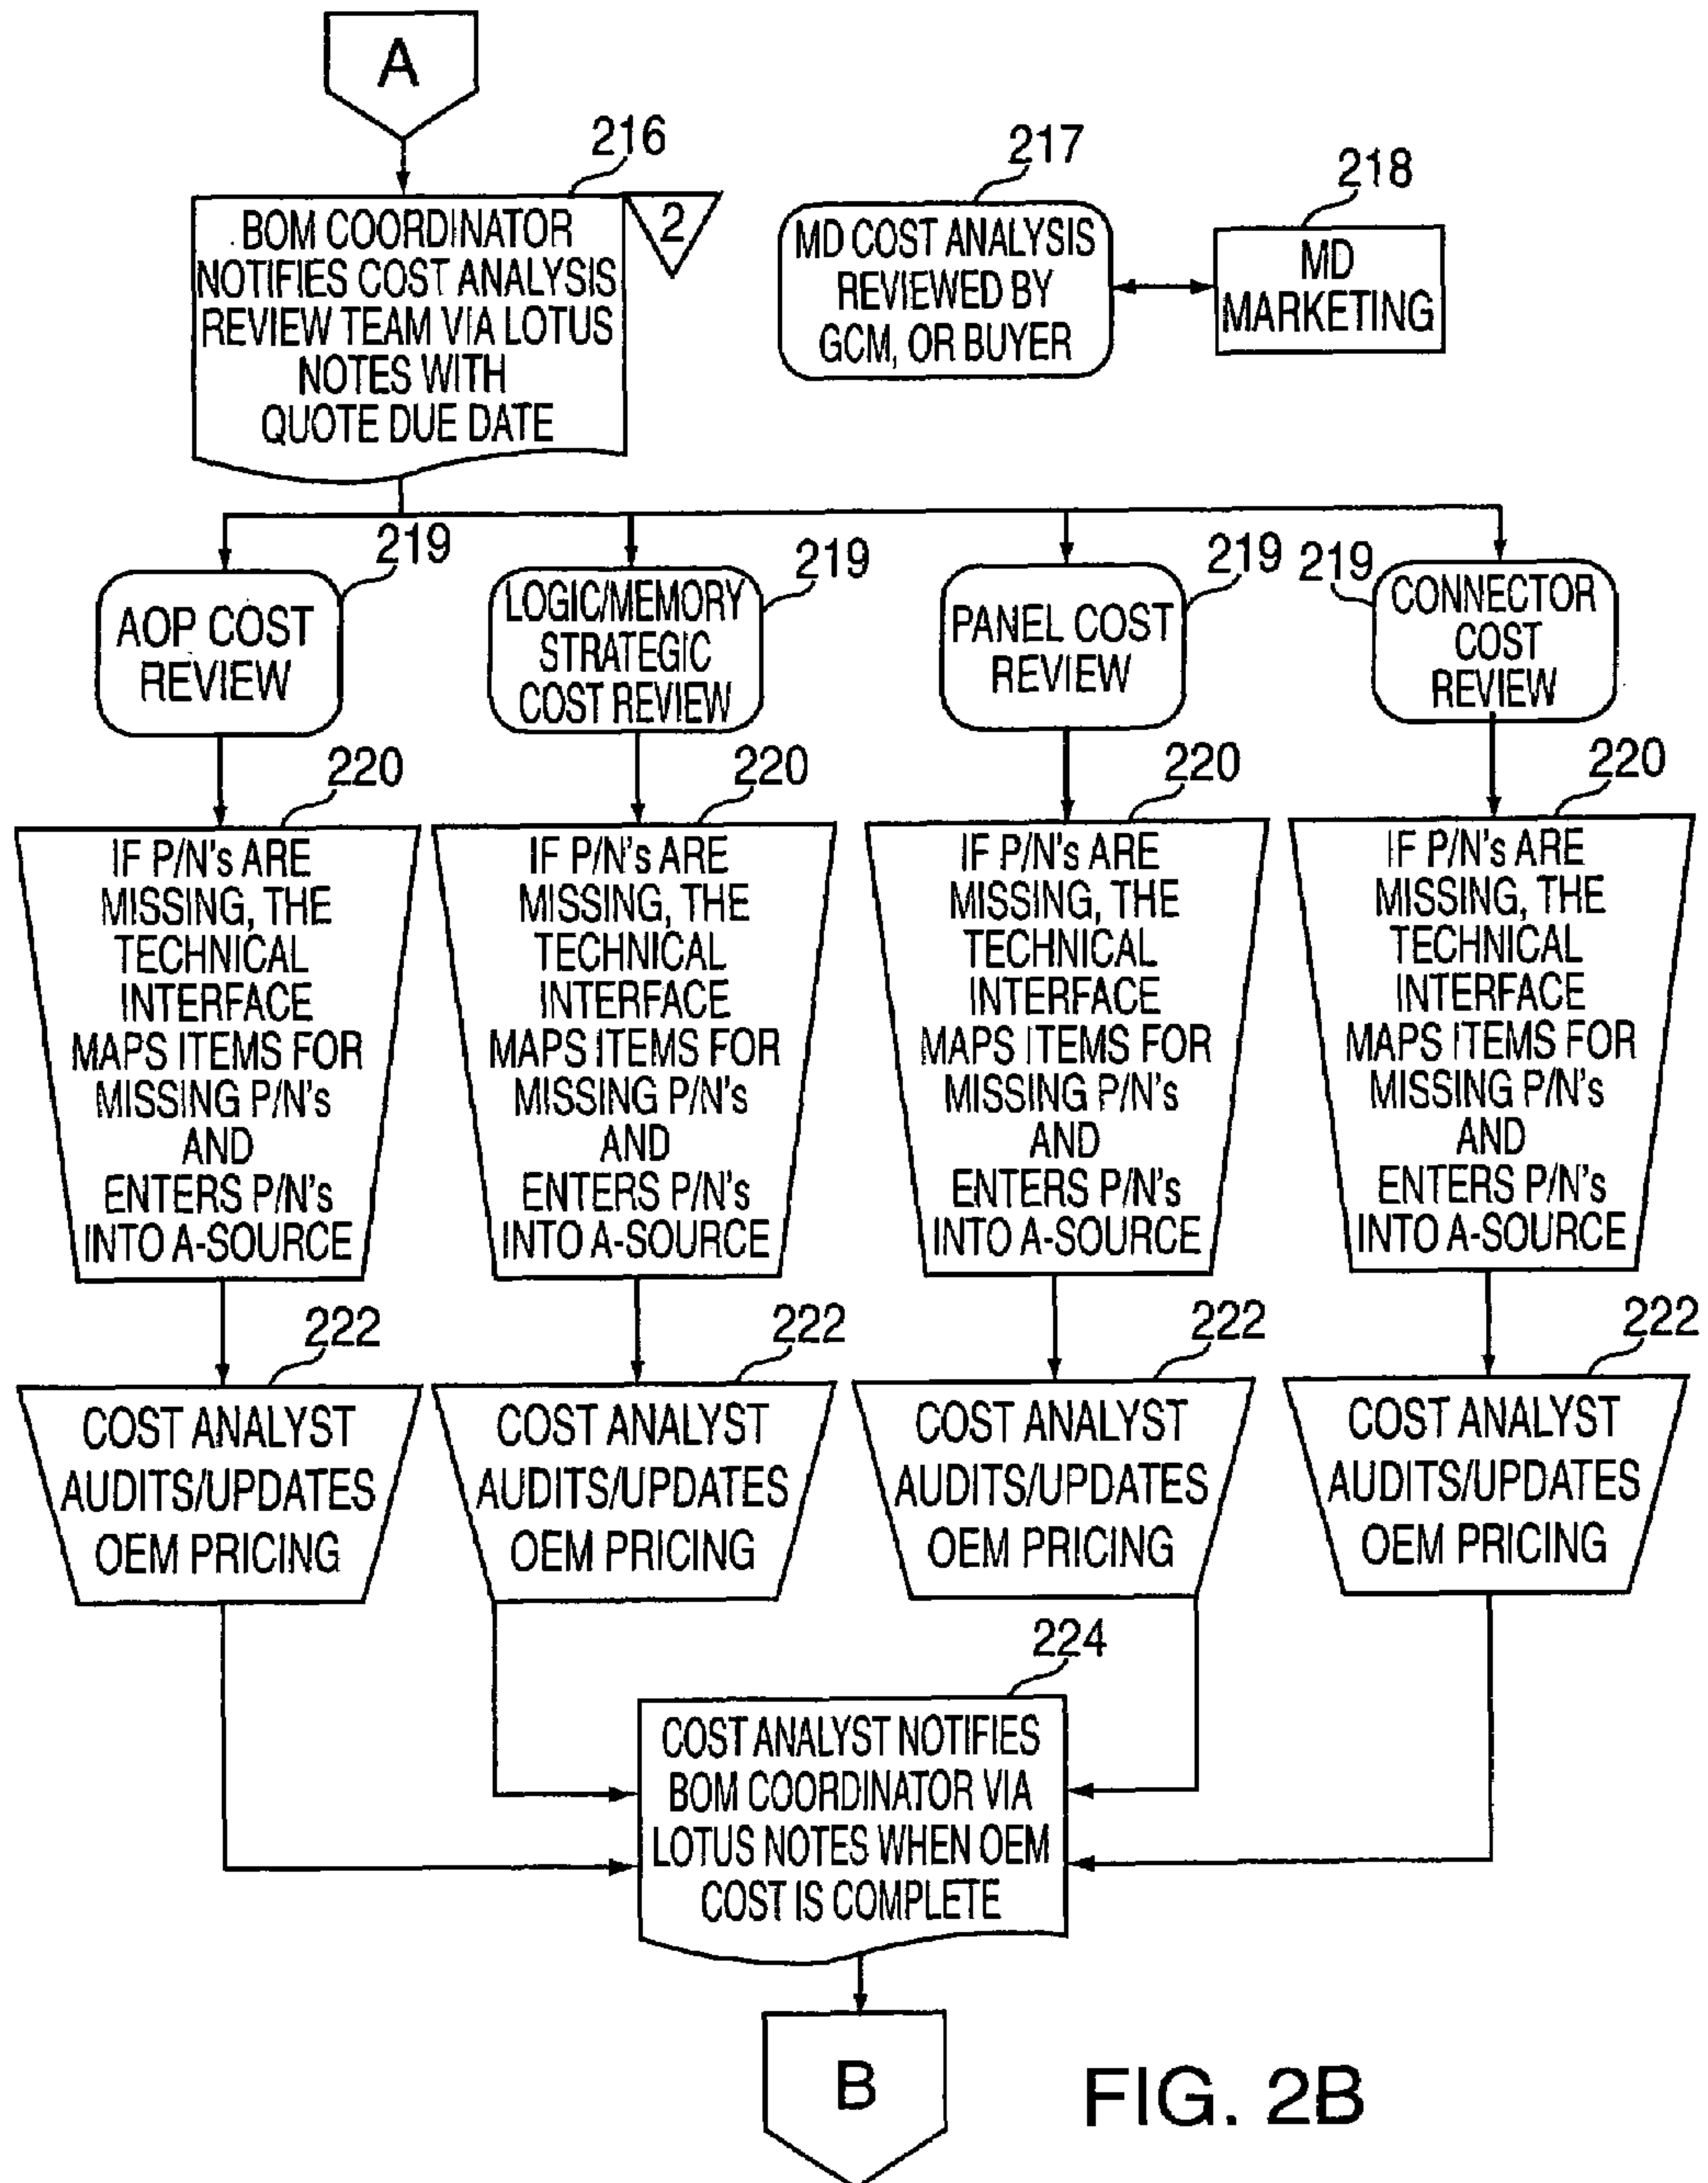 A
216
BOM COORDINATOR
NOTIFIES COST ANALYSIS
REVIEW TEAM VIA LOTUS
NOTES WITH
QUOTE DUE DATE
2
217
MD COST ANALYSIS
REVIEWED BY
GCM, OR BUYER
218
MD
MARKETING
219
AOP COST
REVIEW
219
LOGIC/MEMORY
STRATEGIC
COST REVIEW
219
PANEL COST
REVIEW
219
CONNECTOR
COST
REVIEW
220
IF P/N's ARE
MISSING, THE
TECHNICAL
INTERFACE
MAPS ITEMS FOR
MISSING P/N's
AND
ENTERS P/N's
INTO A-SOURCE
220
IF P/N's ARE
MISSING, THE
TECHNICAL
INTERFACE
MAPS ITEMS FOR
MISSING P/N's
AND
ENTERS P/N's
INTO A-SOURCE
220
IF P/N's ARE
MISSING, THE
TECHNICAL
INTERFACE
MAPS ITEMS FOR
MISSING P/N's
AND
ENTERS P/N's
INTO A-SOURCE
220
IF P/N's ARE
MISSING, THE
TECHNICAL
INTERFACE
MAPS ITEMS FOR
MISSING P/N's
AND
ENTERS P/N's
INTO A-SOURCE
222
COST ANALYST
AUDITS/UPDATES
OEM PRICING
222
COST ANALYST
AUDITS/UPDATES
OEM PRICING
222
COST ANALYST
AUDITS/UPDATES
OEM PRICING
222
COST ANALYST
AUDITS/UPDATES
OEM PRICING
224
COST ANALYST NOTIFIES
BOM COORDINATOR VIA
LOTUS NOTES WHEN OEM
COST IS COMPLETE
B
FIG. 2B